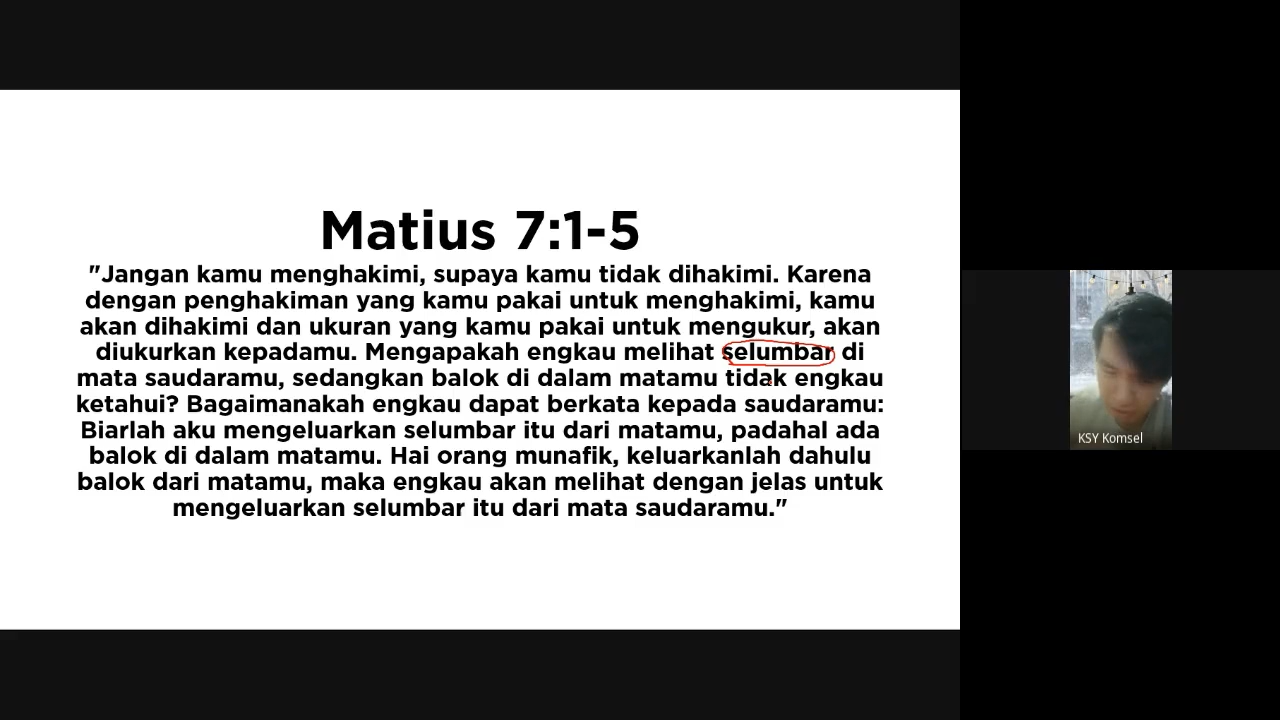 Matius 7:1-5
"Jangan kamu menghakimi, supaya kamu tidak dihakimi. Karena
dengan penghakiman yang kamu pakai untuk menghakimi, kamu
akan dihakimi dan ukuran yang kamu pakai untuk mengukur, akan
diukurkan kepadamu. Mengapakah engkau melihat selumbar di
mata saudaramu, sedangkan balok di dalam matamu tidak engkau
ketahui? Bagaimanakah engkau dapat berkata kepada saudaramu:
Biarlah aku mengeluarkan selumbar itu dari matamu, padahal ada
balok di dalam matamu. Hai orang munafik, keluarkanlah dahulu
balok dari matamu, maka engkau akan melihat dengan jelas untuk
mengeluarkan selumbar itu dari mata saudaramu."
KSY Komsel